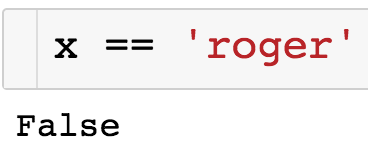 x == 'roger'
False